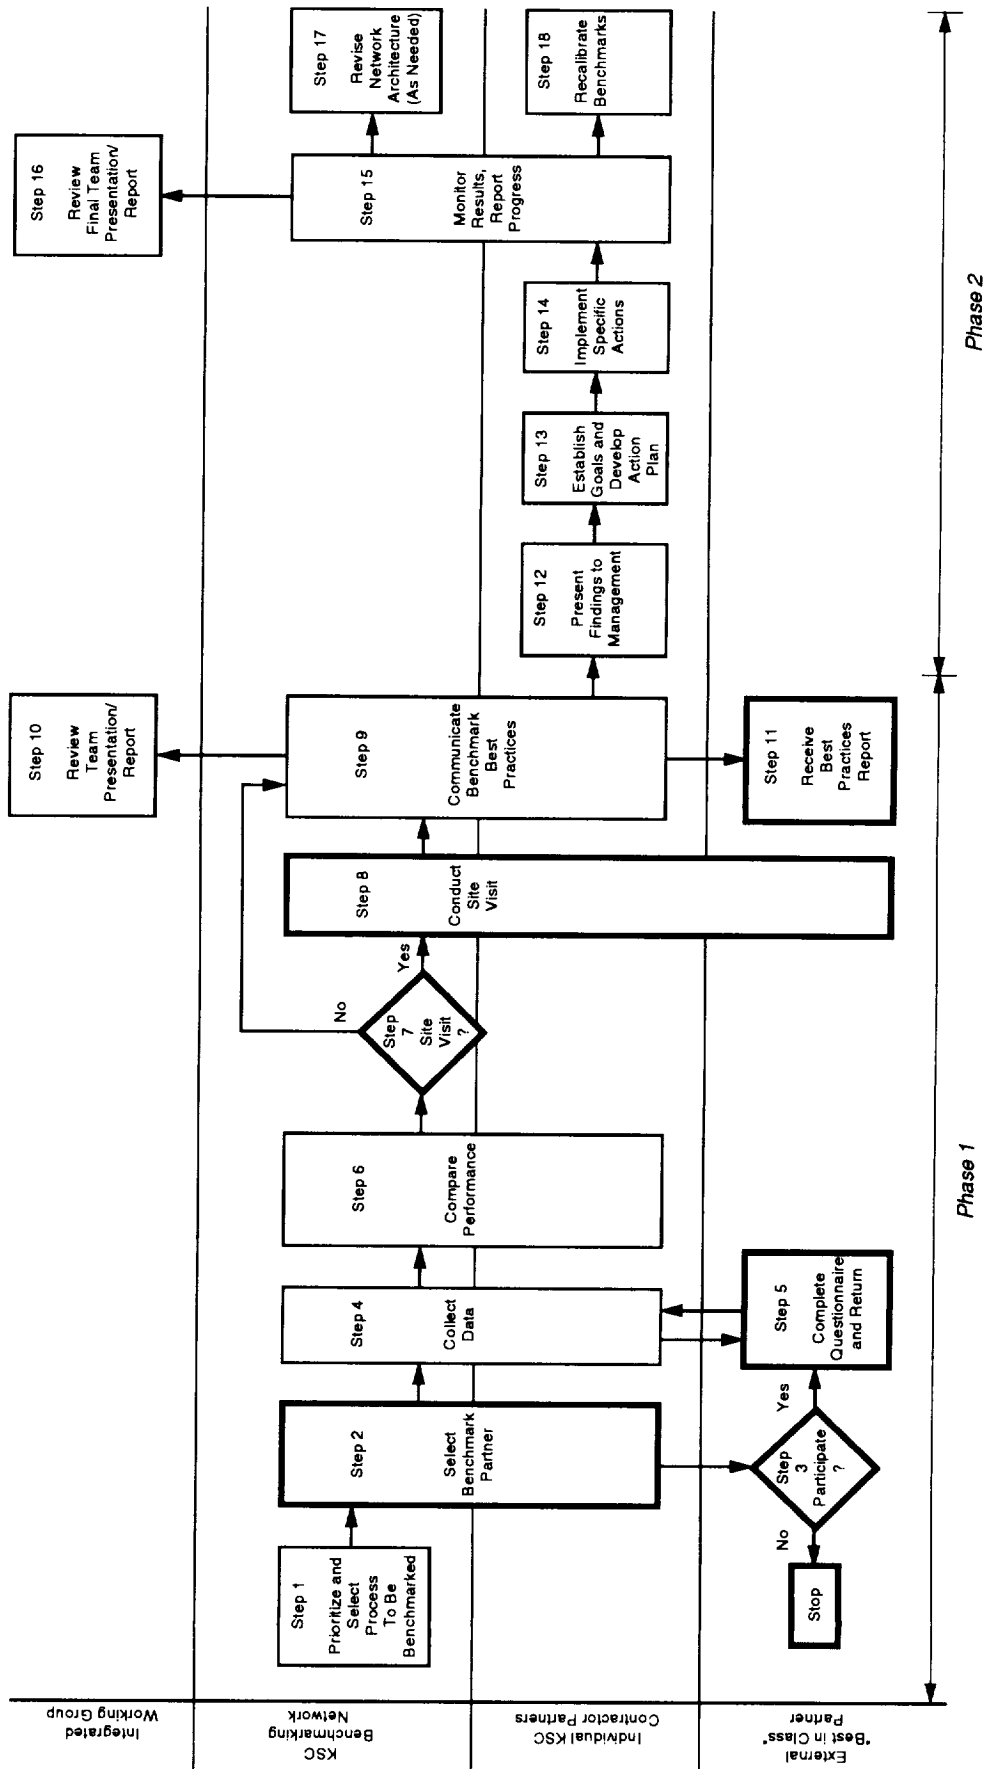 Integrated
Working Group
KSC
Benchmarking
Network
Individual KSC
Contractor Partners
External
"Best in Class"
Partner
Step 1
Prioritize and
Select
Process
To Be
Benchmarked
Step 2
Select
Benchmark
Partner
Step
3
Participate
?
No
Stop
Yes
Step 4
Collect
Data
Step 5
Complete
Questionnaire
and Return
Step 6
Compare
Performance
Step
7
Site
Visit
?
No
Yes
Step 8
Conduct
Site
Visit
Step 9
Communicate
Benchmark
Best
Practices
Step 10
Review
Team
Presentation/
Report
Step 11
Receive
Best
Practices
Report
Step 12
Present
Findings to
Management
Step 13
Establish
Goals and
Develop
Action
Plan
Step 14
Implement
Specific
Actions
Step 15
Monitor
Results,
Report
Progress
Step 16
Review
Final Team
Presentation/
Report
Step 17
Revise
Network
Architecture
(As Needed)
Step 18
Recalibrate
Benchmarks
Phase 1
Phase 2